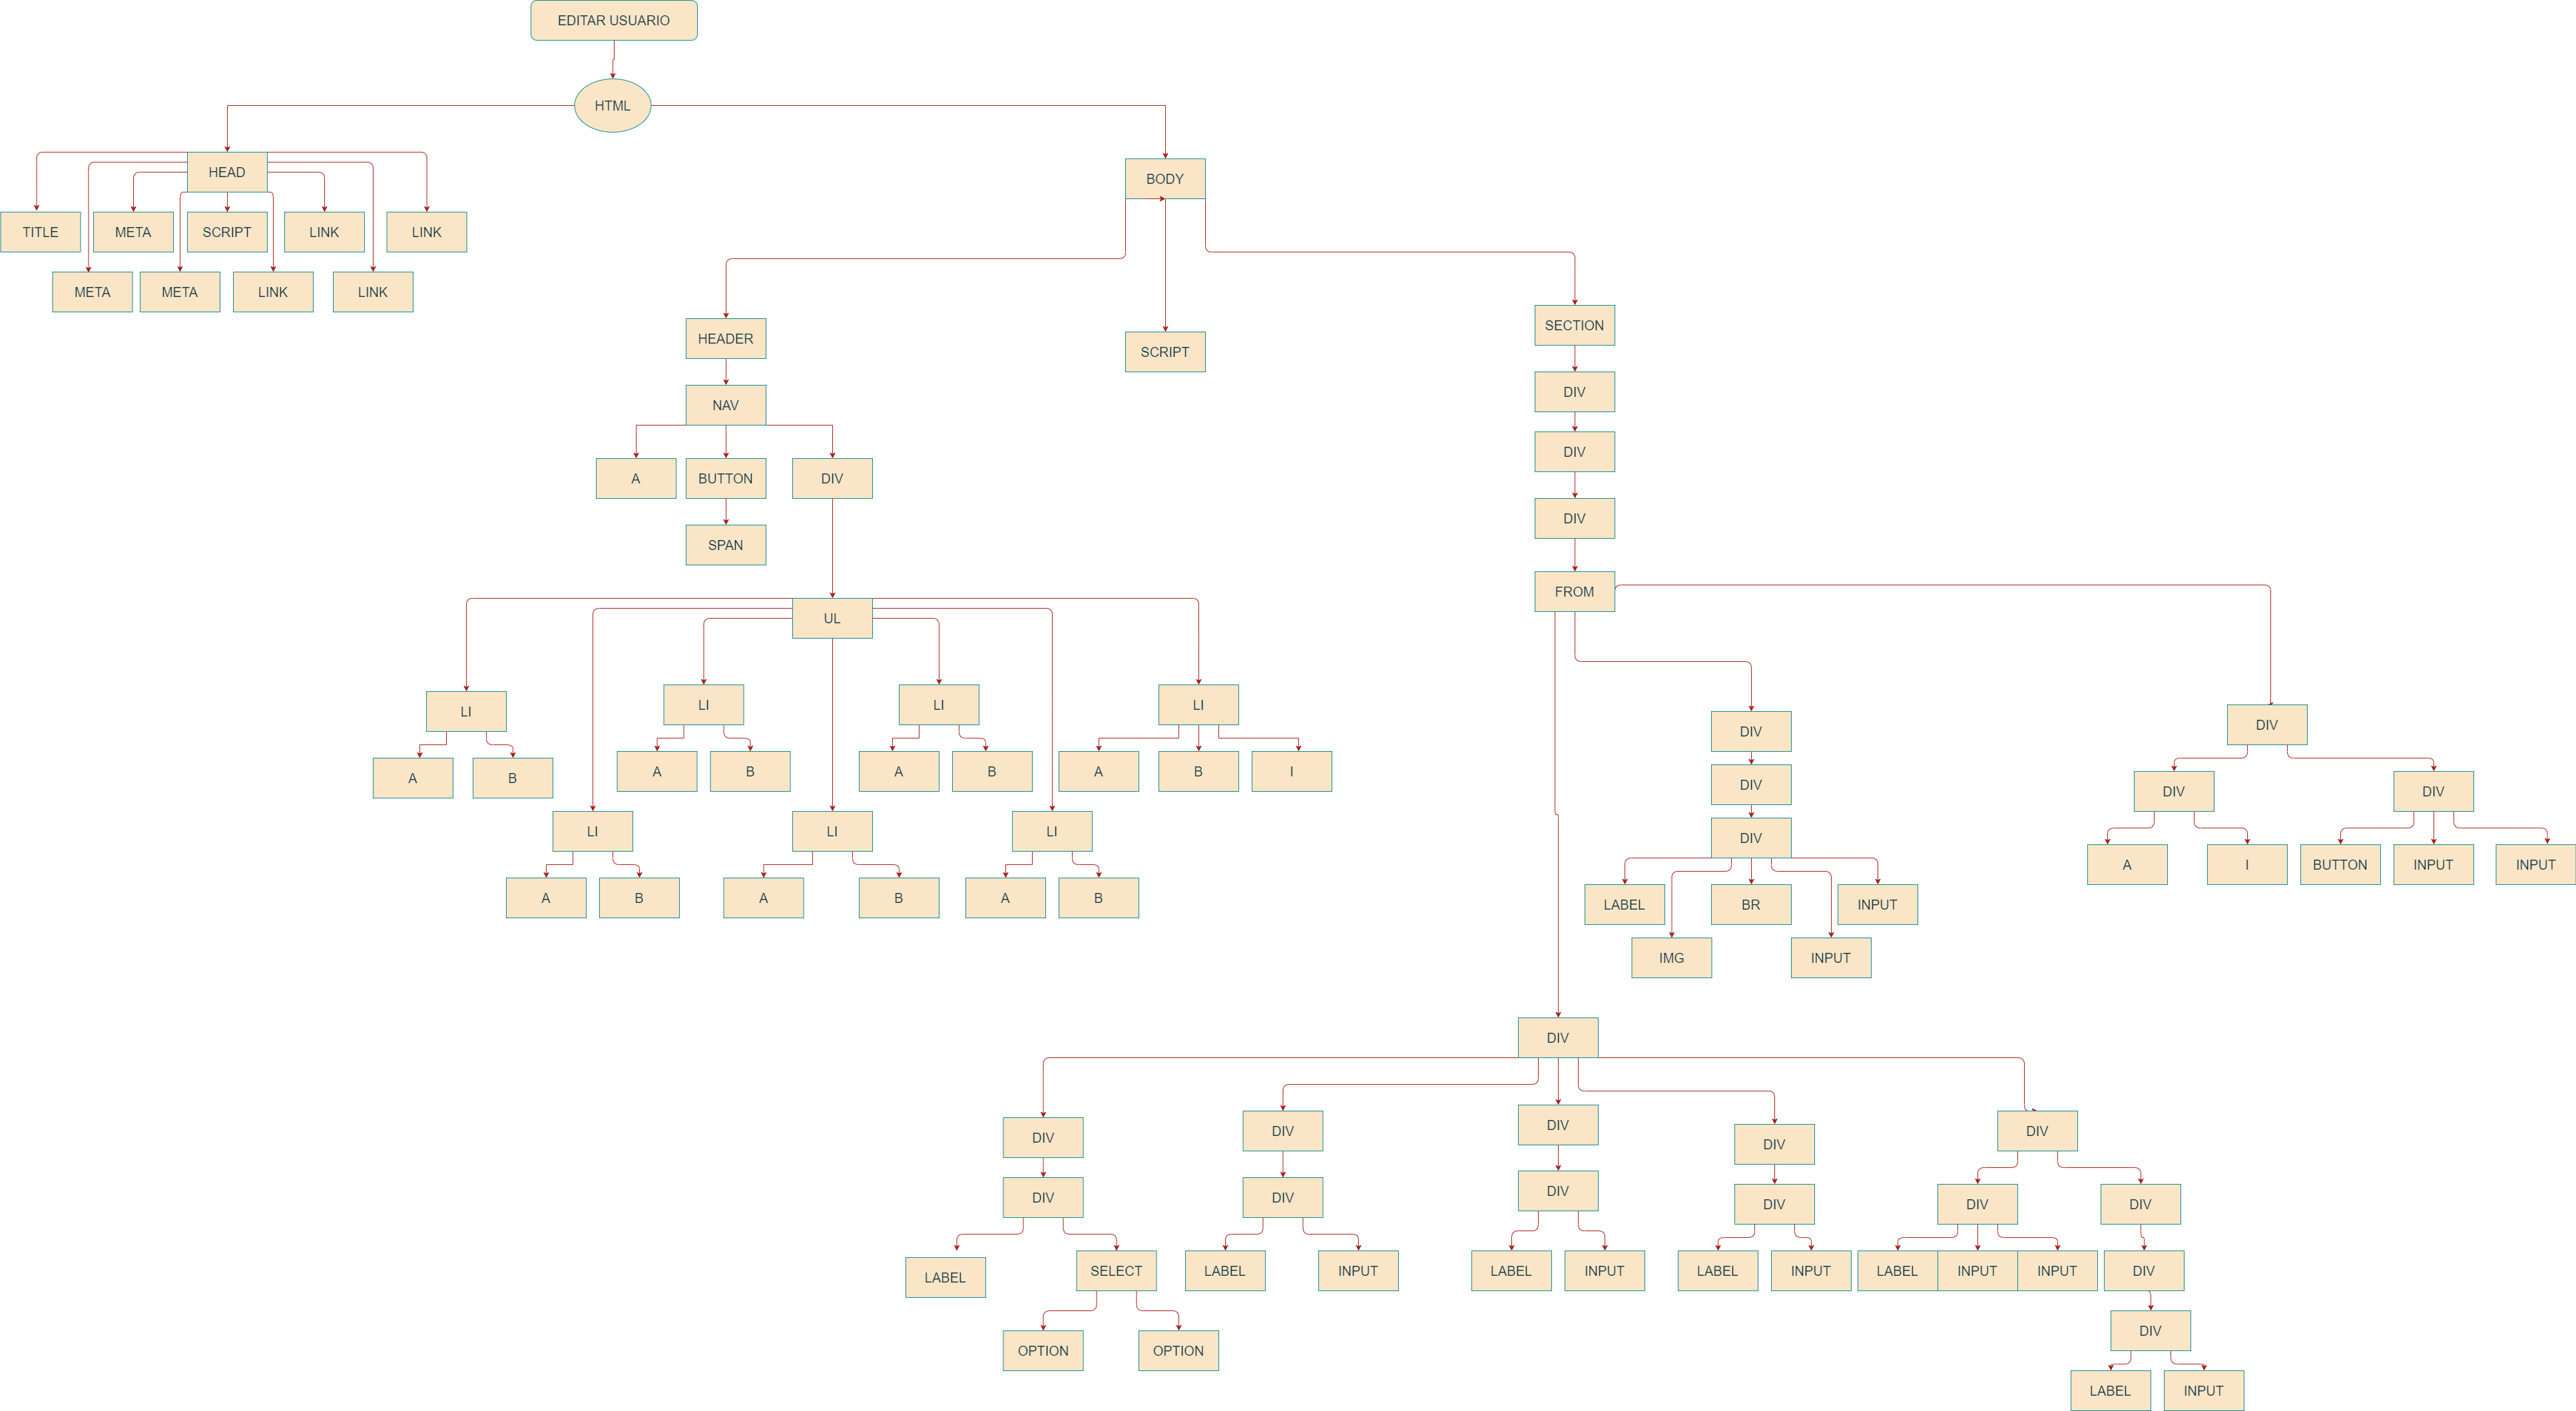 EDITAR USUARIO
HTML
HEAD
BODY
TITLE
META
SCRIPT
LINK
LINK
META
META
LINK
LINK
HEADER
SCRIPT
SECTION
NAV
DIV
A
BUTTON
DIV
DIV
SPAN
DIV
FROM
UL
LI
LI
LI
LI
A
B
A
B
A
B
A
B
I
LI
LI
LI
A
B
A
B
A
B
DIV
DIV
DIV
LABEL
BR
INPUT
IMG
INPUT
DIV
DIV
DIV
A
I
BUTTON
INPUT
INPUT
DIV
DIV
DIV
DIV
DIV
DIV
DIV
DIV
DIV
DIV
DIV
DIV
LABEL
SELECT
LABEL
INPUT
LABEL
INPUT
LABEL
INPUT
LABEL
INPUT
INPUT
DIV
OPTION
OPTION
DIV
LABEL
INPUT